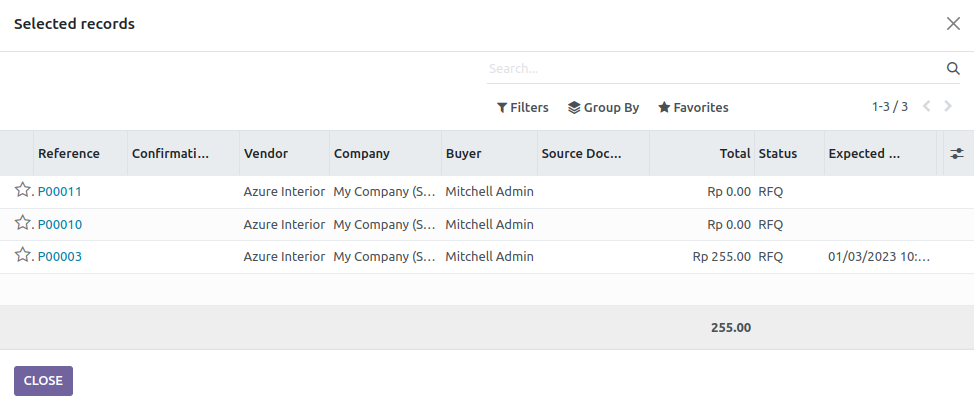 Selected records
Search...
Filters Group By Favorites 1-3 / 3
Reference Confirmati... Vendor Company Buyer Source Doc... Total Status Expected ...
P00011 Azure Interior My Company (S... Mitchell Admin Rp 0.00 RFQ
P00010 Azure Interior My Company (S... Mitchell Admin Rp 0.00 RFQ
P00003 Azure Interior My Company (S... Mitchell Admin Rp 255.00 RFQ 01/03/2023 10:...
255.00
CLOSE